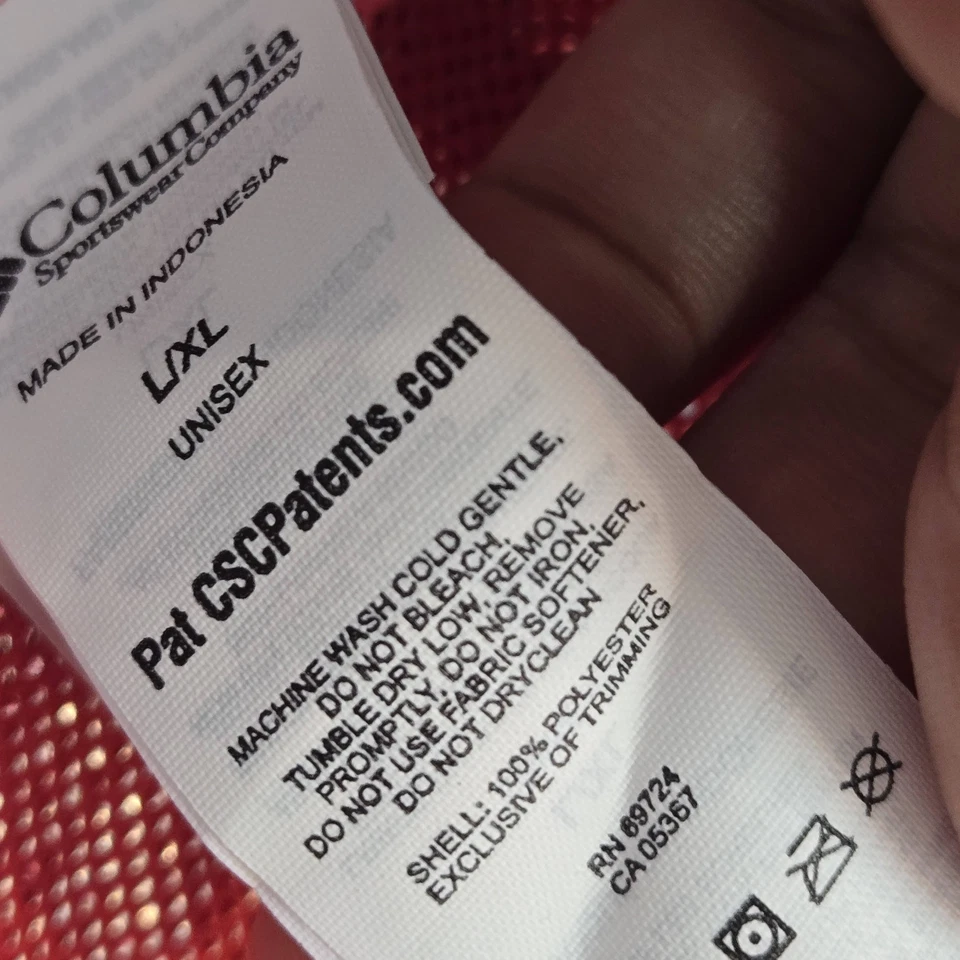 Columbia
Sportswear Company
MADE IN INDONESIA
L/XL
UNISEX
Pat CSCPatents.com
MACHINE WASH COLD GENTLE,
DO NOT BLEACH,
TUMBLE DRY LOW, REMOVE
PROMPTLY, DO NOT IRON,
DO NOT USE FABRIC SOFTENER,
DO NOT DRYCLEAN
SHELL: 100% POLYESTER
EXCLUSIVE OF TRIMMING
RN 69724
CA 05367